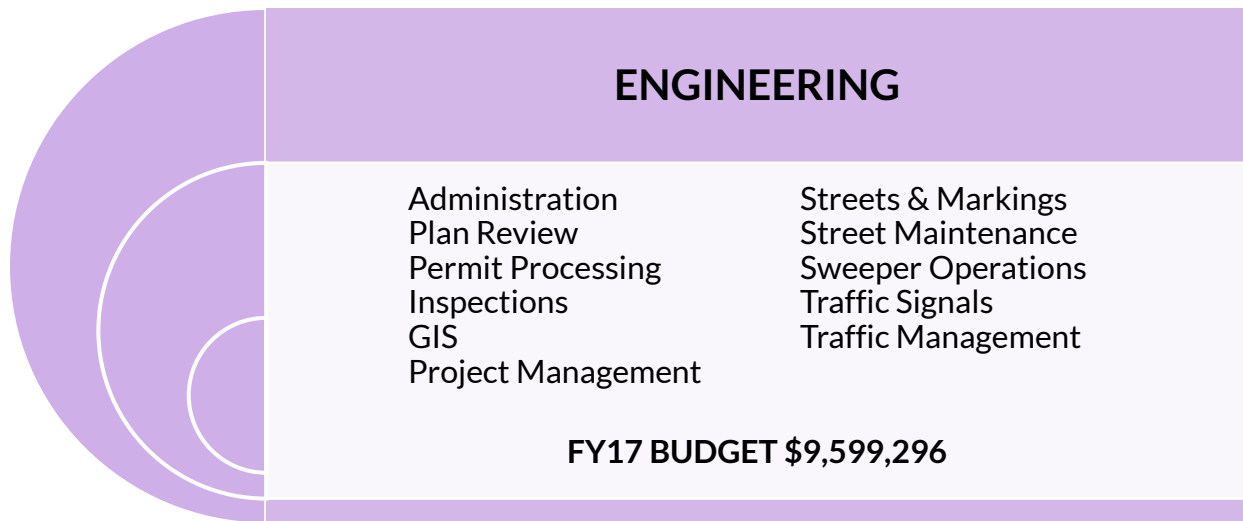 ENGINEERING
Administration
Plan Review
Permit Processing
Inspections
GIS
Project Management
Streets & Markings
Street Maintenance
Sweeper Operations
Traffic Signals
Traffic Management
FY17 BUDGET $9,599,296